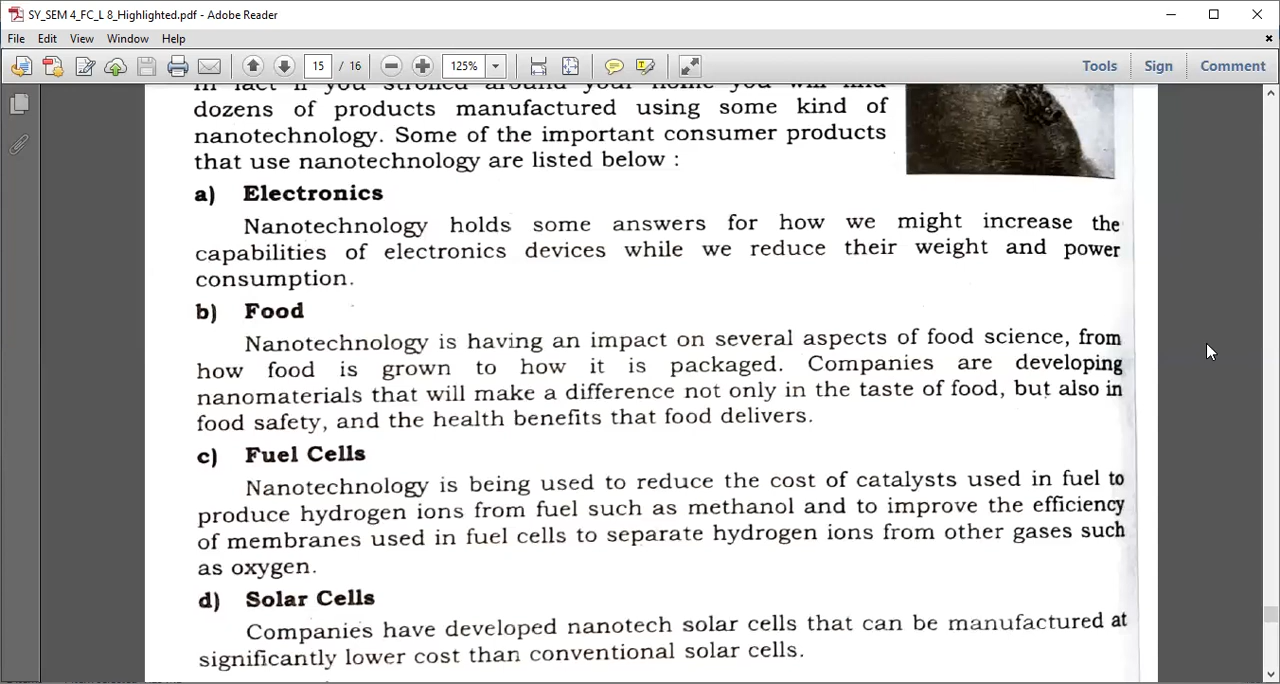 SY_SEM 4_FC_L 8_Highlighted.pdf - Adobe Reader
File Edit View Window Help
15 / 16 125% Tools Sign Comment
In fact if you strolled around your home you will find
dozens of products manufactured using some kind of
nanotechnology. Some of the important consumer products
that use nanotechnology are listed below :
a) Electronics
Nanotechnology holds some answers for how we might increase the
capabilities of electronics devices while we reduce their weight and power
consumption.
b) Food
Nanotechnology is having an impact on several aspects of food science, from
how food is grown to how it is packaged. Companies are developing
nanomaterials that will make a difference not only in the taste of food, but also in
food safety, and the health benefits that food delivers.
c) Fuel Cells
Nanotechnology is being used to reduce the cost of catalysts used in fuel to
produce hydrogen ions from fuel such as methanol and to improve the efficiency
of membranes used in fuel cells to separate hydrogen ions from other gases such
as oxygen.
d) Solar Cells
Companies have developed nanotech solar cells that can be manufactured at
significantly lower cost than conventional solar cells.